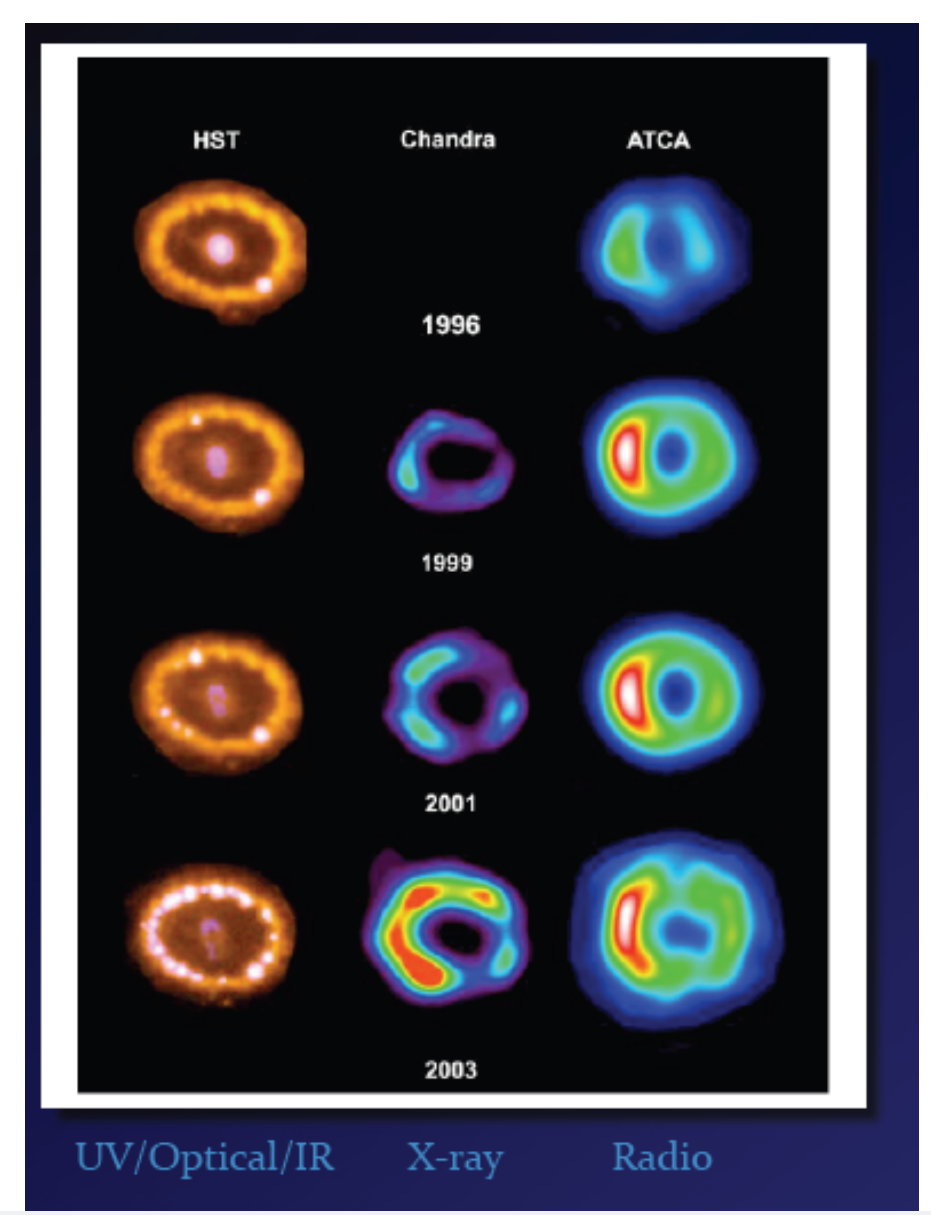 HST Chandra ATCA
1996
1999
2001
2003
UV/Optical/IR X-ray Radio